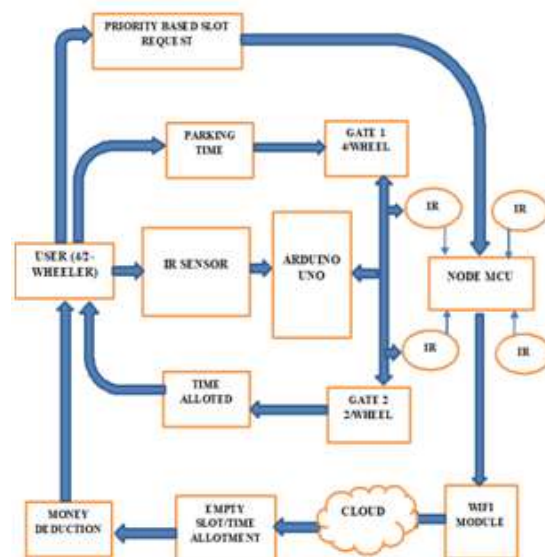 PRIORITY BASED SLOT
REQUEST
PARKING
TIME
GATE 1
4/WHEEL
IR
IR
USER (4/2-
WHEELER)
IR SENSOR
ARDUINO
UNO
NODE MCU
IR
IR
TIME
ALLOTED
GATE 2
2/WHEEL
MONEY
DEDUCTION
EMPTY
SLOT/TIME
ALLOTMENT
CLOUD
WIFI
MODULE